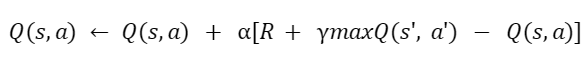 Q(s, a) ← Q(s, a) + α[R + γmaxQ(s', a') − Q(s, a)]